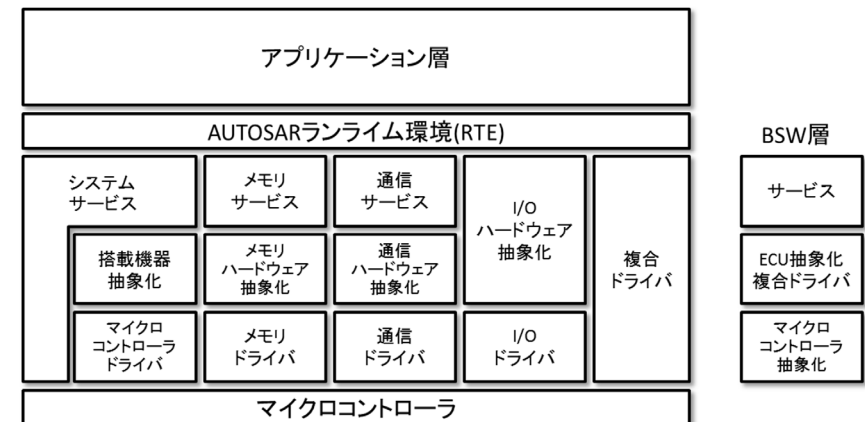 アプリケーション層
AUTOSARランライム環境(RTE)
BSW層
システム
サービス
メモリ
サービス
通信
サービス
I/O
ハードウェア
抽象化
複合
ドライバ
サービス
搭載機器
抽象化
メモリ
ハードウェア
抽象化
通信
ハードウェア
抽象化
ECU抽象化
複合ドライバ
マイクロ
コントローラ
ドライバ
メモリ
ドライバ
通信
ドライバ
I/O
ドライバ
マイクロ
コントローラ
抽象化
マイクロコントローラ